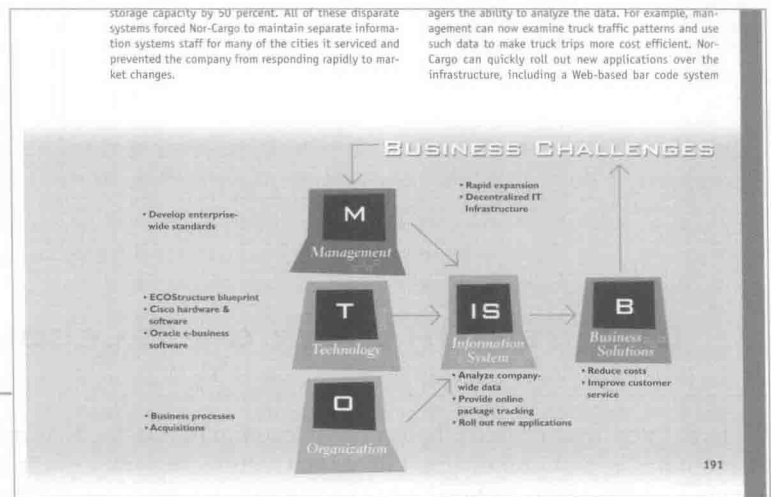 storage capacity by 50 percent. All of these disparate
systems forced Nor-Cargo to maintain separate informa-
tion systems staff for many of the cities it serviced and
prevented the company from responding rapidly to mar-
ket changes.
agers the ability to analyze the data. For example, man-
agement can now examine truck traffic patterns and use
such data to make truck trips more cost efficient. Nor-
Cargo can quickly roll out new applications over the
infrastructure, including a Web-based bar code system
BUSINESS CHALLENGES
• Rapid expansion
• Decentralized IT
Infrastructure
• Develop enterprise-
wide standards
M
Management
• ECOStructure blueprint
• Cisco hardware &
software
• Oracle e-business
software
T
Technology
IS
Information
System
B
Business
Solutions
• Analyze company-
wide data
• Provide online
package tracking
• Roll out new applications
• Reduce costs
• Improve customer
service
• Business processes
• Acquisitions
O
Organization
191